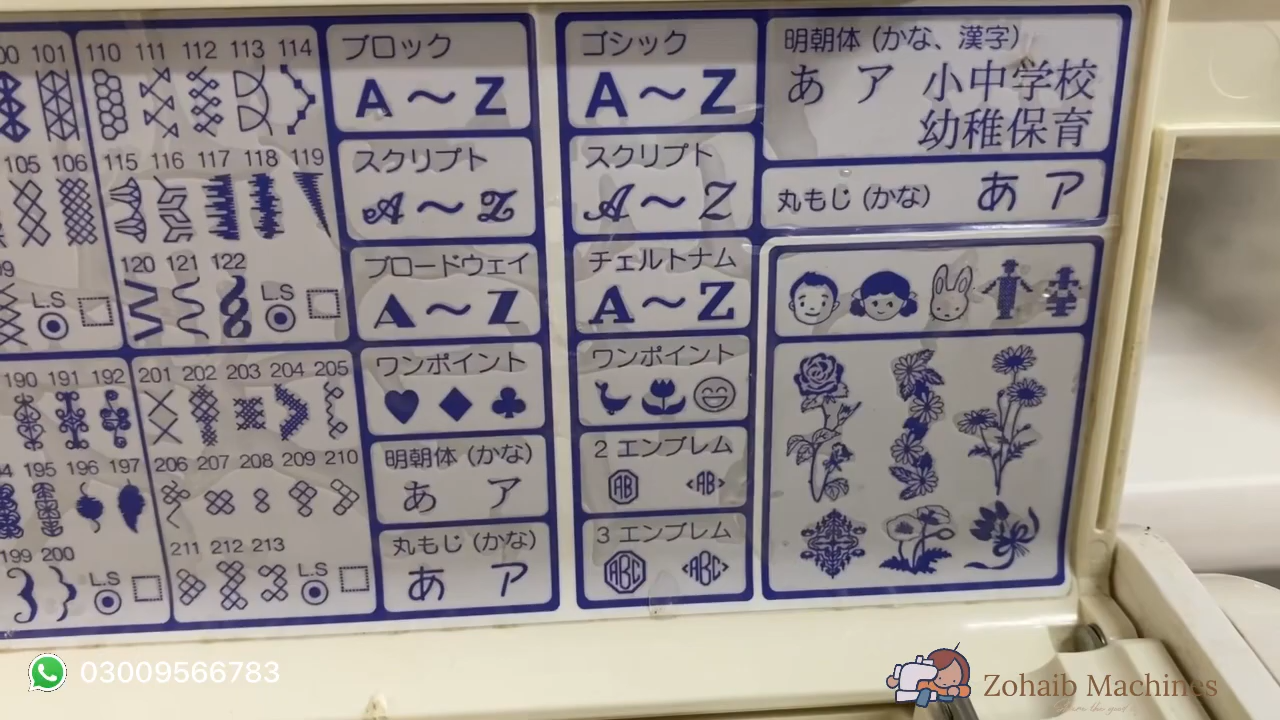 101
110 111 112 113 114
105 106
115 116 117 118 119
120 121 122
L.S
L.S
190 191 192
201 202 203 204 205
195 196 197
206 207 208 209 210
199 200
L.S
211 212 213
L.S
ブロック
A～Z
スクリプト
A～Z
ブロードウェイ
A～Z
ワンポイント
明朝体 (かな)
あ ア
丸もじ (かな)
あ ア
ゴシック
A～Z
スクリプト
A～Z
チェルトナム
A～Z
ワンポイント
2 エンブレム
AB <AB>
3 エンブレム
ABC <ABC>
明朝体 (かな、漢字)
あ ア 小中学校
幼稚保育
丸もじ (かな) あ ア
03009566783
Zohaib Machines